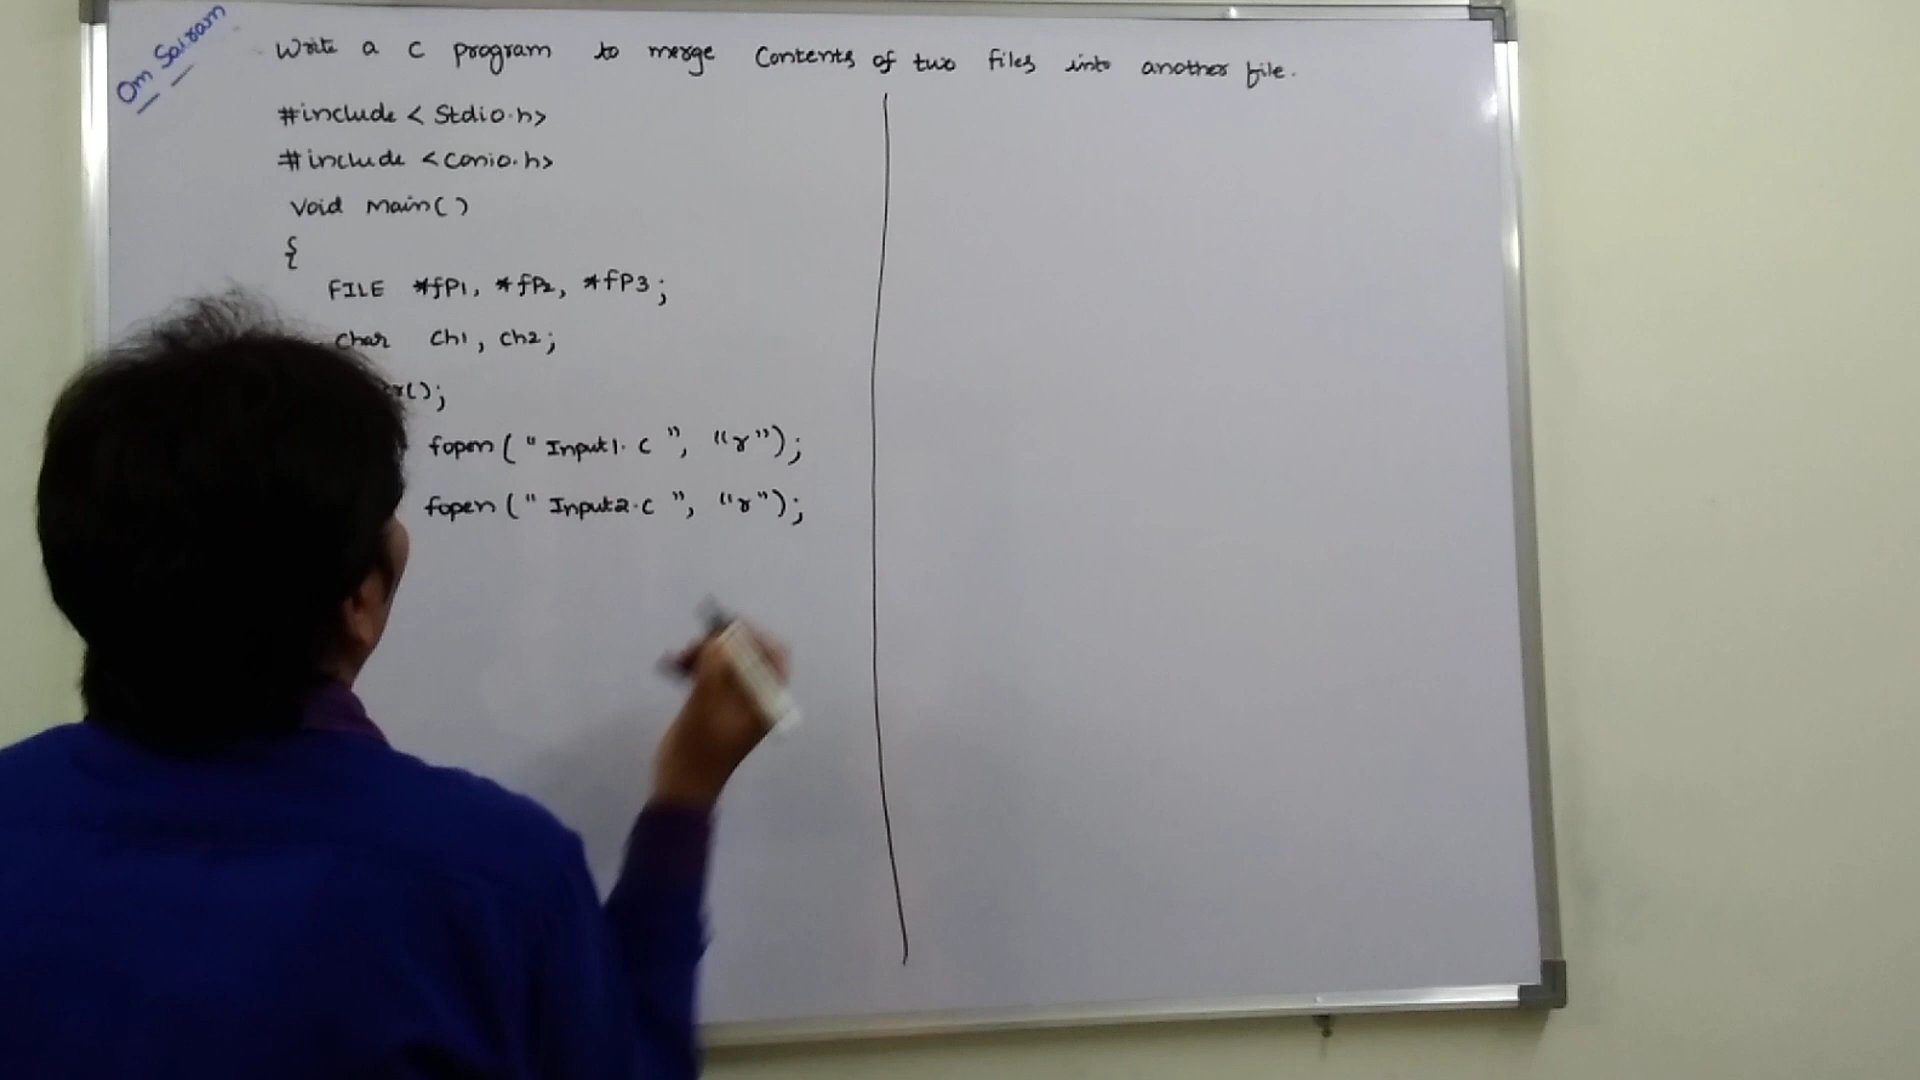 Om Sairam
Write a C program to merge Contents of two files into another file.
#include < Stdio.h>
#include <Conio.h>
Void main()
{
FILE *fP1, *fP2, *fP3;
char Ch1, Ch2;
r();
fopen (" Input1. C ", "r");
fopen (" Input2.C ", "r");